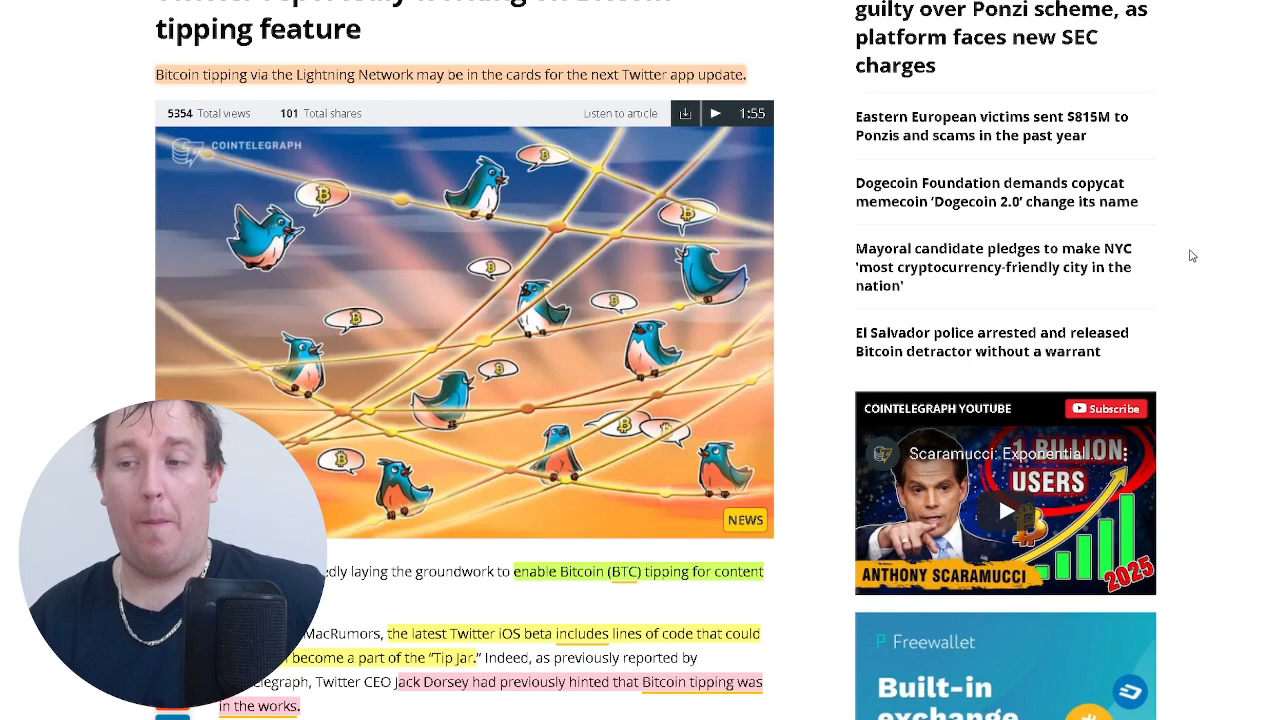 tipping feature
Bitcoin tipping via the Lightning Network may be in the cards for the next Twitter app update.
5354 Total views 101 Total shares Listen to article 1:55
COINTELEGRAPH
NEWS
laying the groundwork to enable Bitcoin (BTC) tipping for content
MacRumors, the latest Twitter iOS beta includes lines of code that could
become a part of the “Tip Jar.” Indeed, as previously reported by
Twitter CEO Jack Dorsey had previously hinted that Bitcoin tipping was
in the works.
guilty over Ponzi scheme, as
platform faces new SEC
charges
Eastern European victims sent $815M to
Ponzis and scams in the past year
Dogecoin Foundation demands copycat
memecoin ‘Dogecoin 2.0’ change its name
Mayoral candidate pledges to make NYC
'most cryptocurrency-friendly city in the
nation'
El Salvador police arrested and released
Bitcoin detractor without a warrant
COINTELEGRAPH YOUTUBE Subscribe
Scaramucci: Exponential...
1 BILLION
USERS
ANTHONY SCARAMUCCI
2025
Freewallet
Built-in
exchange